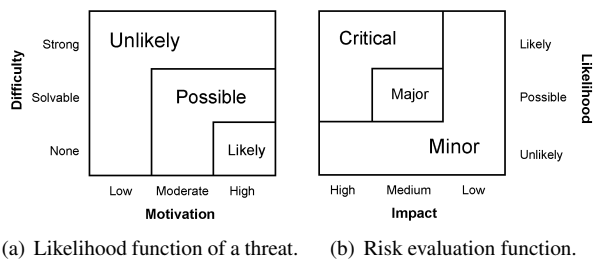 Difficulty
Strong
Solvable
None
Unlikely
Possible
Likely
Low Moderate High
Motivation
(a) Likelihood function of a threat.
Critical
Major
Minor
Likely
Possible
Unlikely
Likelihood
High Medium Low
Impact
(b) Risk evaluation function.